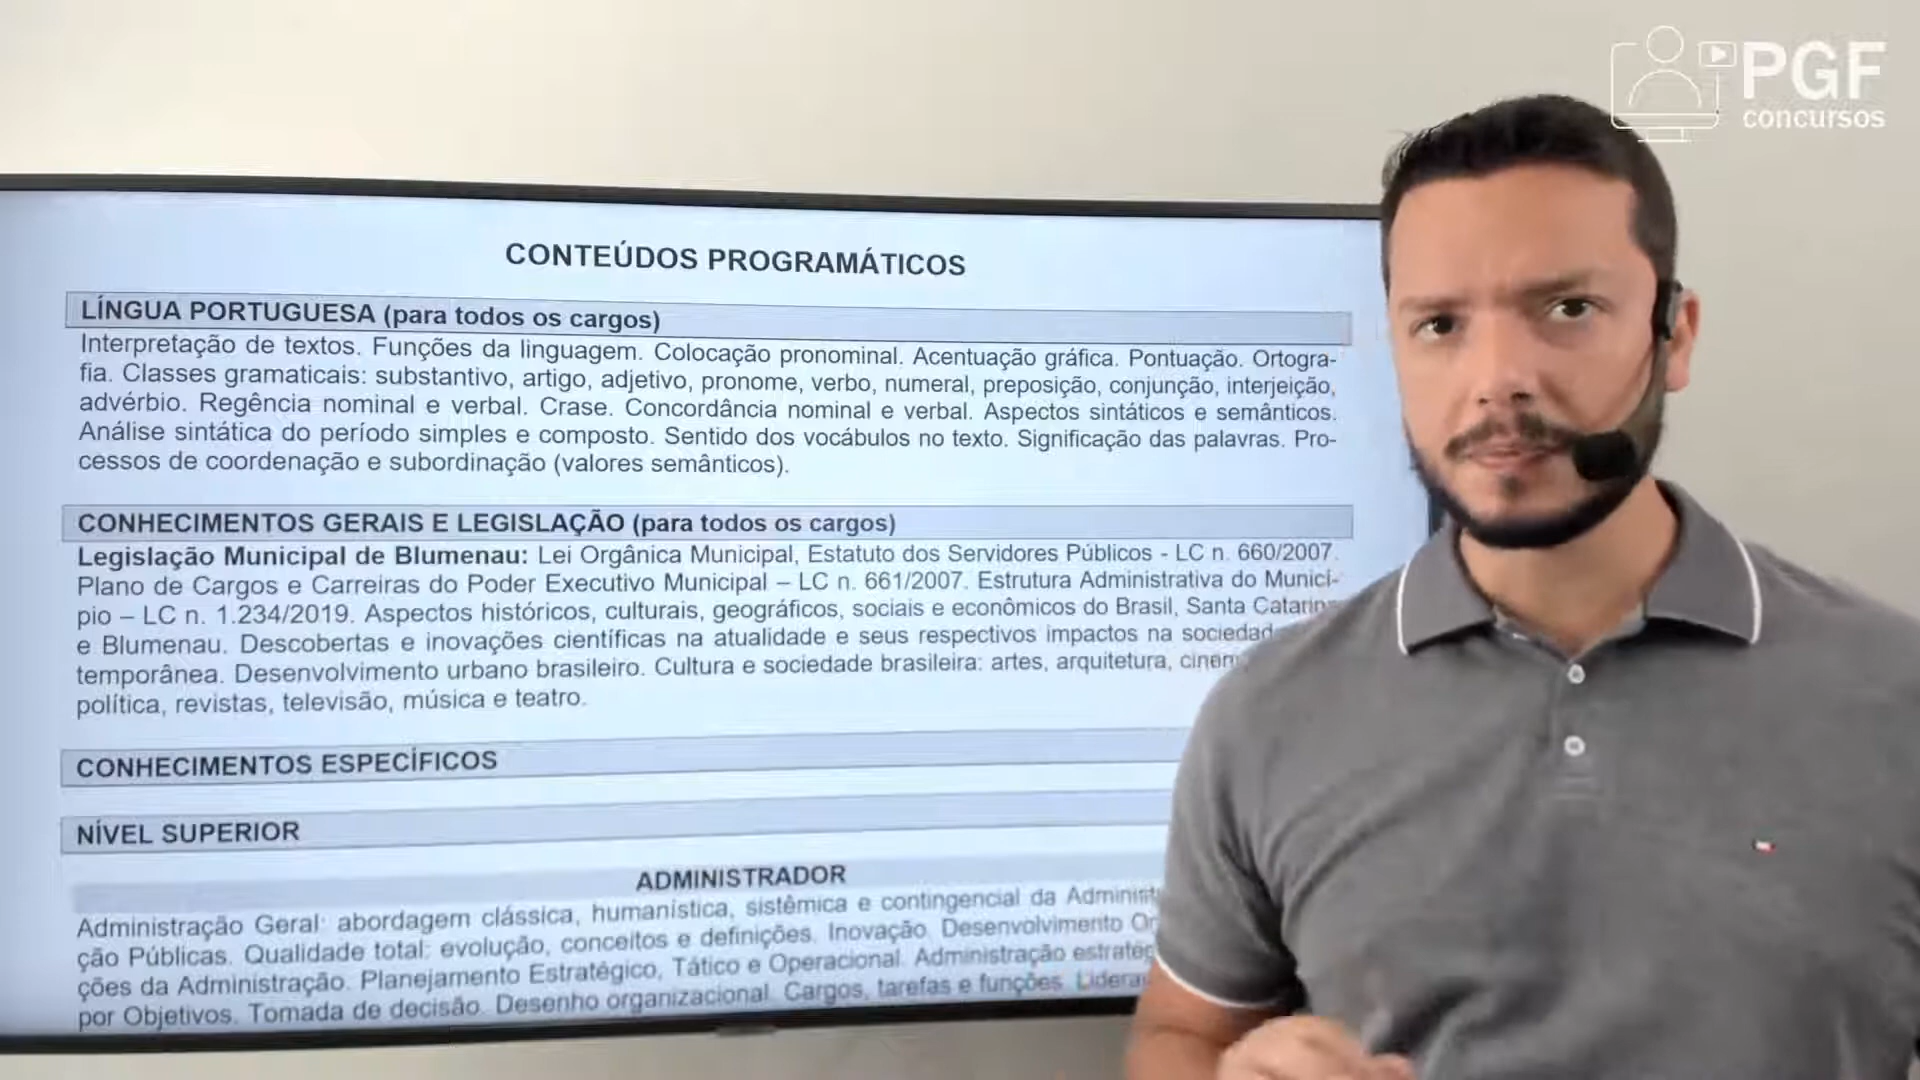 PGF
concursos
CONTEÚDOS PROGRAMÁTICOS
LÍNGUA PORTUGUESA (para todos os cargos)
Interpretação de textos. Funções da linguagem. Colocação pronominal. Acentuação gráfica. Pontuação. Ortogra-
fia. Classes gramaticais: substantivo, artigo, adjetivo, pronome, verbo, numeral, preposição, conjunção, interjeição,
advérbio. Regência nominal e verbal. Crase. Concordância nominal e verbal. Aspectos sintáticos e semânticos.
Análise sintática do período simples e composto. Sentido dos vocábulos no texto. Significação das palavras. Pro-
cessos de coordenação e subordinação (valores semânticos).
CONHECIMENTOS GERAIS E LEGISLAÇÃO (para todos os cargos)
Legislação Municipal de Blumenau: Lei Orgânica Municipal, Estatuto dos Servidores Públicos - LC n. 660/2007.
Plano de Cargos e Carreiras do Poder Executivo Municipal – LC n. 661/2007. Estrutura Administrativa do Municí-
pio – LC n. 1.234/2019. Aspectos históricos, culturais, geográficos, sociais e econômicos do Brasil, Santa Catarina
e Blumenau. Descobertas e inovações científicas na atualidade e seus respectivos impactos na sociedad
temporânea. Desenvolvimento urbano brasileiro. Cultura e sociedade brasileira: artes, arquitetura, cinem
política, revistas, televisão, música e teatro.
CONHECIMENTOS ESPECÍFICOS
NÍVEL SUPERIOR
ADMINISTRADOR
Administração Geral: abordagem clássica, humanística, sistêmica e contingencial da Administ
ção Públicas. Qualidade total: evolução, conceitos e definições. Inovação. Desenvolvimento Or
ções da Administração. Planejamento Estratégico, Tático e Operacional. Administração estratég
por Objetivos. Tomada de decisão. Desenho organizacional. Cargos, tarefas e funções. Lidera